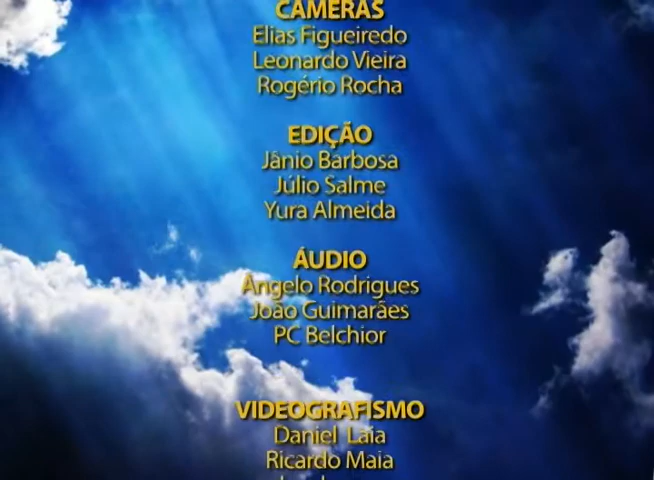 CÂMERAS
Elias Figueiredo
Leonardo Vieira
Rogério Rocha
EDIÇÃO
Jânio Barbosa
Júlio Salme
Yura Almeida
ÁUDIO
Ângelo Rodrigues
João Guimarães
PC Belchior
VIDEOGRAFISMO
Daniel Laia
Ricardo Maia